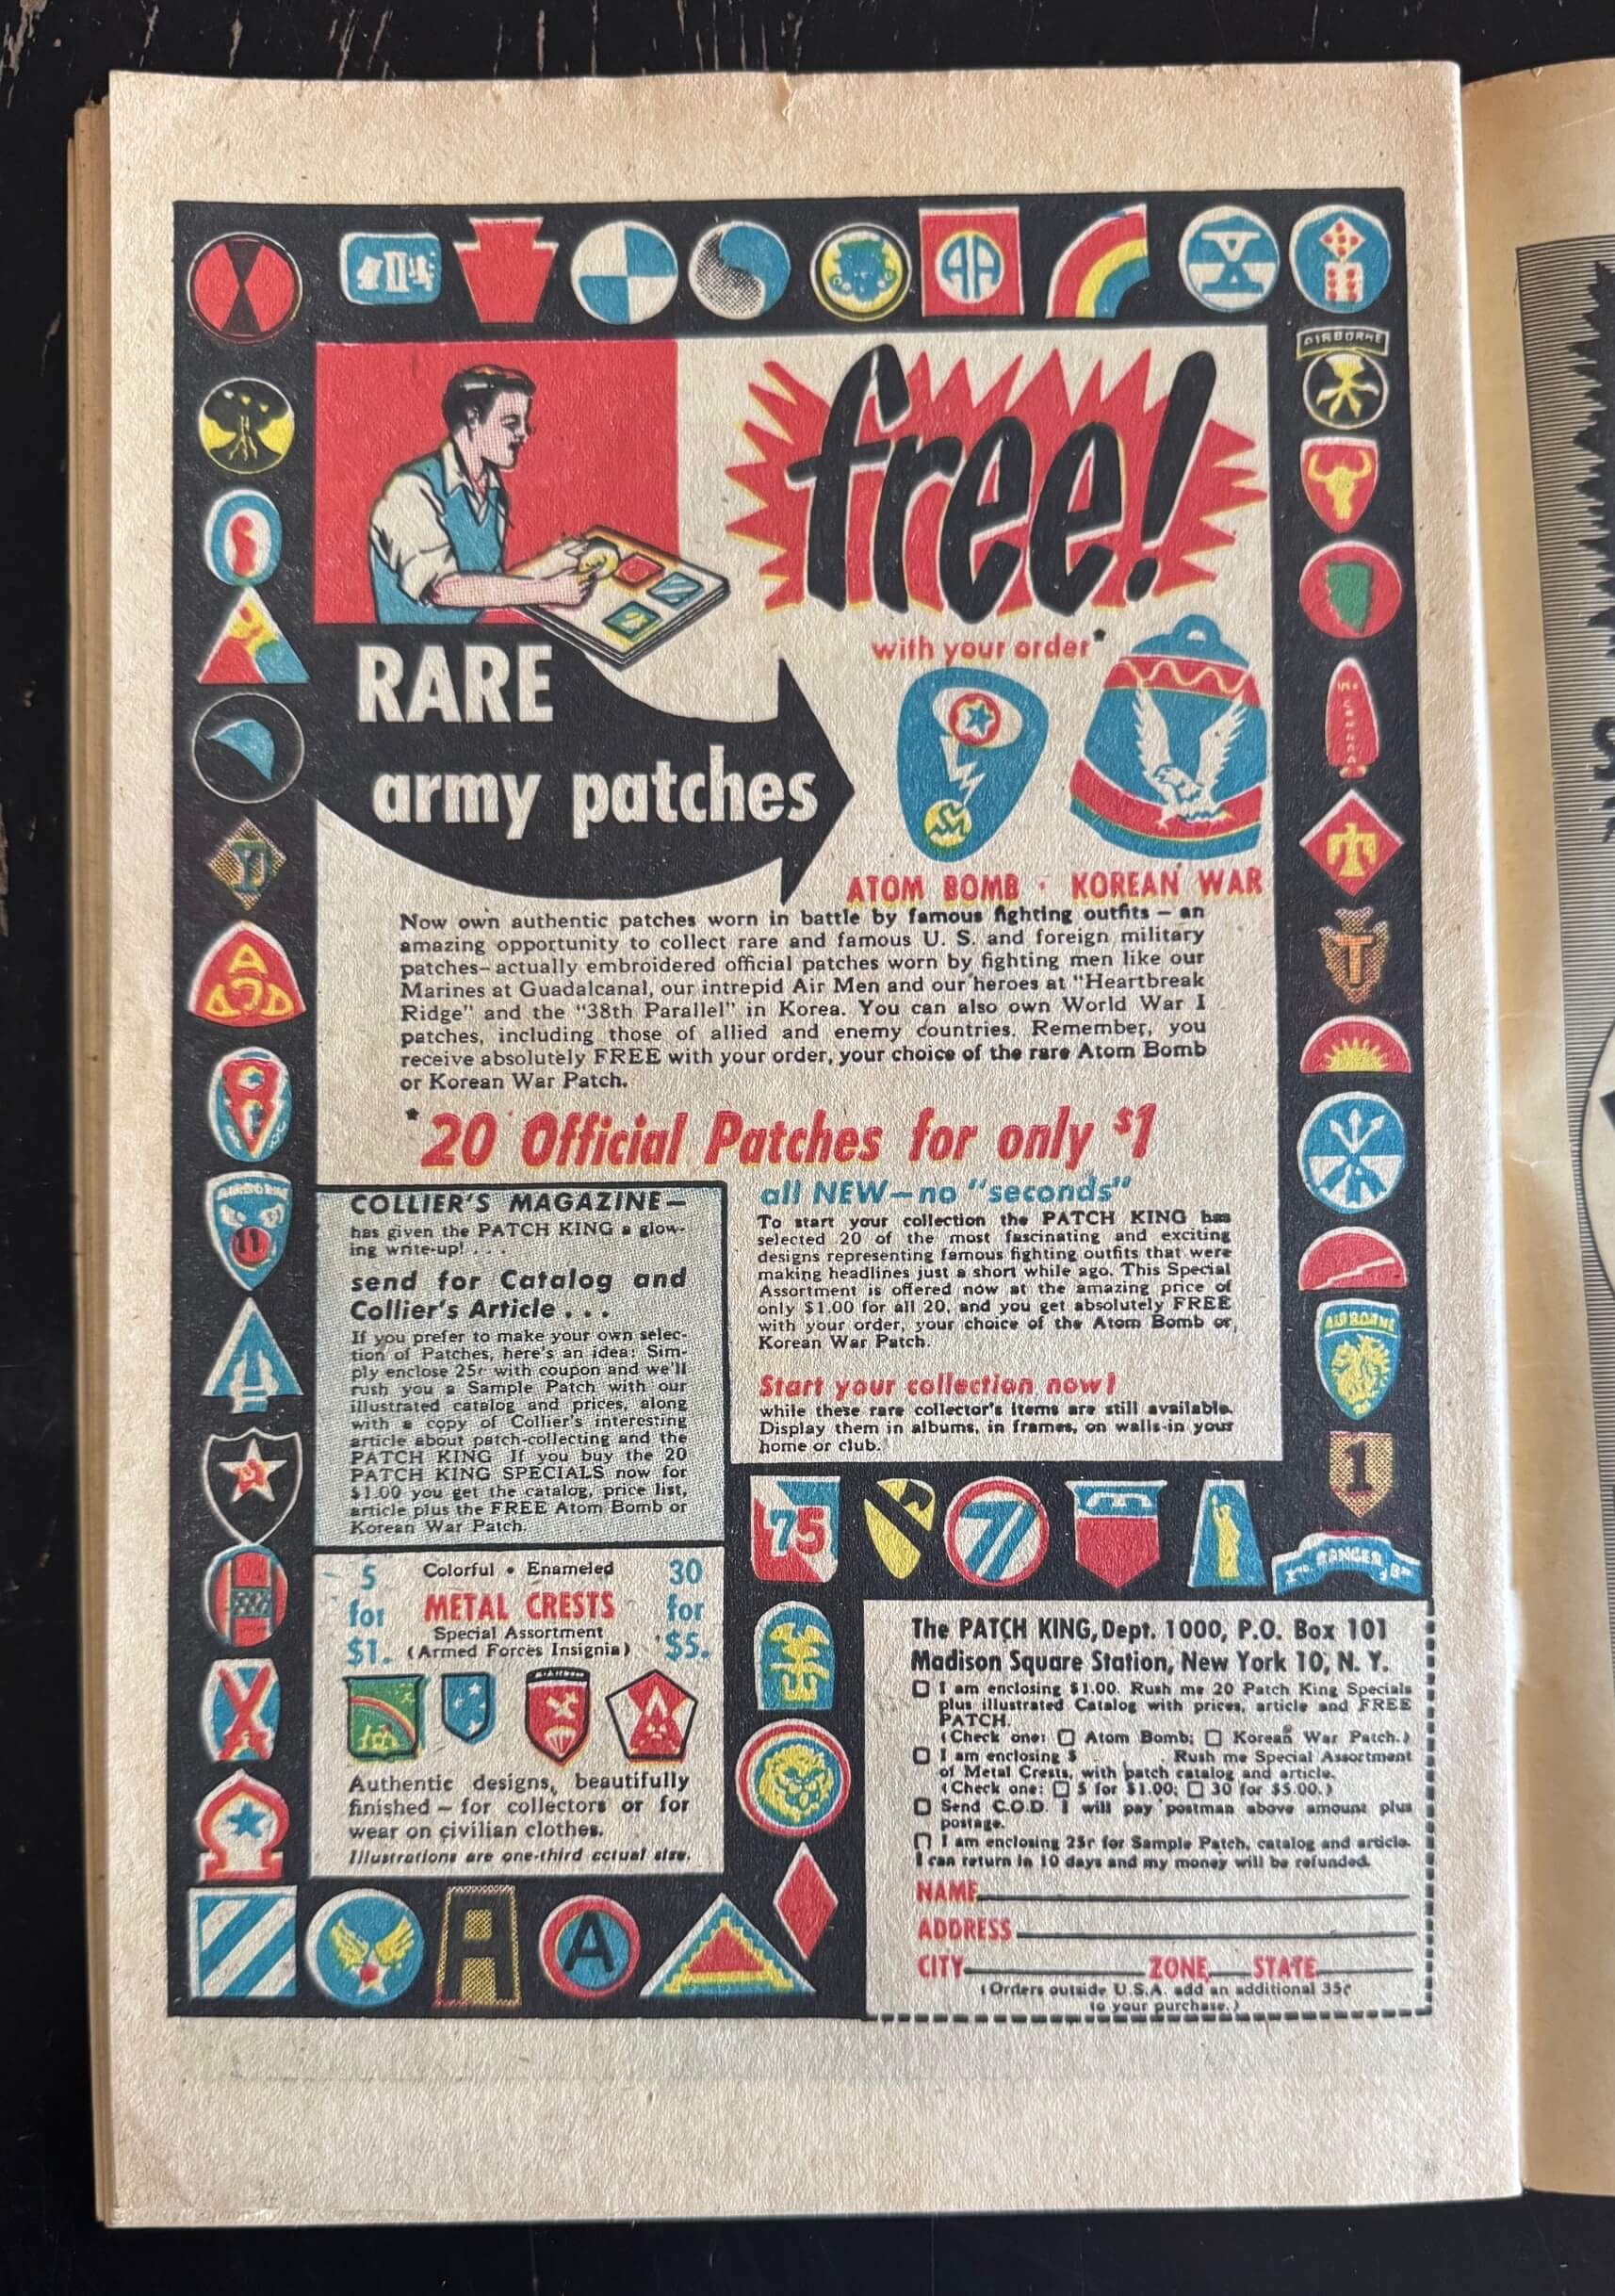 AA
X
AIRBORNE
free!
with your order*
RARE
army patches
ATOM BOMB · KOREAN WAR
Now own authentic patches worn in battle by famous fighting outfits – an
amazing opportunity to collect rare and famous U. S. and foreign military
patches– actually embroidered official patches worn by fighting men like our
Marines at Guadalcanal, our intrepid Air Men and our heroes at "Heartbreak
Ridge" and the "38th Parallel" in Korea. You can also own World War I
patches, including those of allied and enemy countries. Remember, you
receive absolutely FREE with your order, your choice of the rare Atom Bomb
or Korean War Patch.
*20 Official Patches for only $1
COLLIER'S MAGAZINE—
has given the PATCH KING a glow-
ing write-up! . . .
send for Catalog and
Collier's Article . . .
If you prefer to make your own selec-
tion of Patches, here's an idea: Sim-
ply enclose 25c with coupon and we'll
rush you a Sample Patch with our
illustrated catalog and prices, along
with a copy of Collier's interesting
article about patch-collecting and the
PATCH KING If you buy the 20
PATCH KING SPECIALS now for
$1.00 you get the catalog, price list,
article plus the FREE Atom Bomb or
Korean War Patch.
all NEW—no "seconds"
To start your collection the PATCH KING has
selected 20 of the most fascinating and exciting
designs representing famous fighting outfits that were
making headlines just a short while ago. This Special
Assortment is offered now at the amazing price of
only $1.00 for all 20, and you get absolutely FREE
with your order, your choice of the Atom Bomb or,
Korean War Patch.
Start your collection now!
while these rare collector's items are still available.
Display them in albums, in frames, on walls-in your
home or club.
AIRBORNE
11
T
AIRBORNE
1
75
7
RANGER
5 for $1.
Colorful • Enameled
METAL CRESTS
Special Assortment
(Armed Forces Insignia)
30 for $5.
Authentic designs, beautifully
finished – for collectors or for
wear on civilian clothes.
Illustrations are one-third actual size.
The PATCH KING, Dept. 1000, P.O. Box 101
Madison Square Station, New York 10, N. Y.
I am enclosing $1.00. Rush me 20 Patch King Specials
plus illustrated Catalog with prices, article and FREE
PATCH.
(Check one: Atom Bomb; Korean War Patch.)
I am enclosing $ . Rush me Special Assortment
of Metal Crests, with patch catalog and article.
(Check one: 5 for $1.00; 30 for $5.00.)
Send C.O.D. I will pay postman above amount plus
postage.
I am enclosing 25c for Sample Patch, catalog and article.
I can return in 10 days and my money will be refunded.
NAME
ADDRESS
CITY ZONE STATE
(Orders outside U.S.A. add an additional 35c
to your purchase.)
A
A